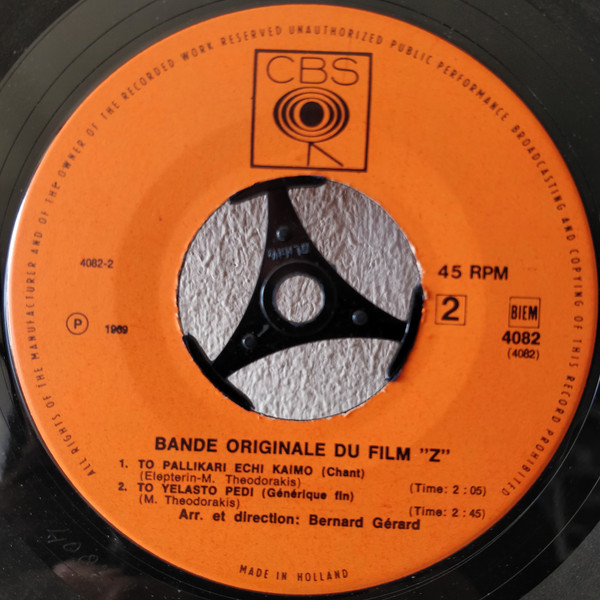 ALL RIGHTS OF THE MANUFACTURER AND OF THE OWNER OF THE RECORDED WORK RESERVED UNAUTHORIZED PUBLIC PERFORMANCE BROADCASTING AND COPYING OF THIS RECORD PROHIBITED
CBS
4082-2
45 RPM
2
BIEM
Ⓟ 1969
4082
(4082)
BANDE ORIGINALE DU FILM "Z"
1. TO PALLIKARI ECHI KAIMO (Chant)
(Elepterin-M. Theodorakis) (Time: 2 : 05)
2. TO YELASTO PEDI (Générique fin)
(M. Theodorakis) (Time: 2 : 45)
Arr. et direction: Bernard Gérard
MADE IN HOLLAND